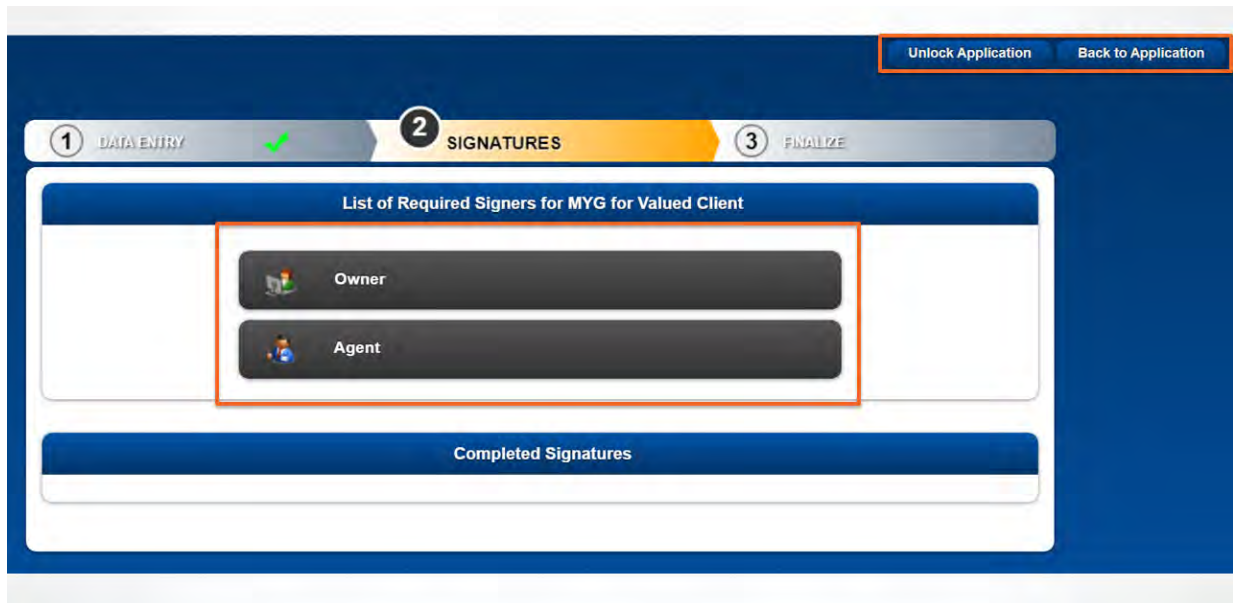 Unlock Application Back to Application
1 DATA ENTRY 2 SIGNATURES 3 FINALIZE
List of Required Signers for MYG for Valued Client
Owner
Agent
Completed Signatures